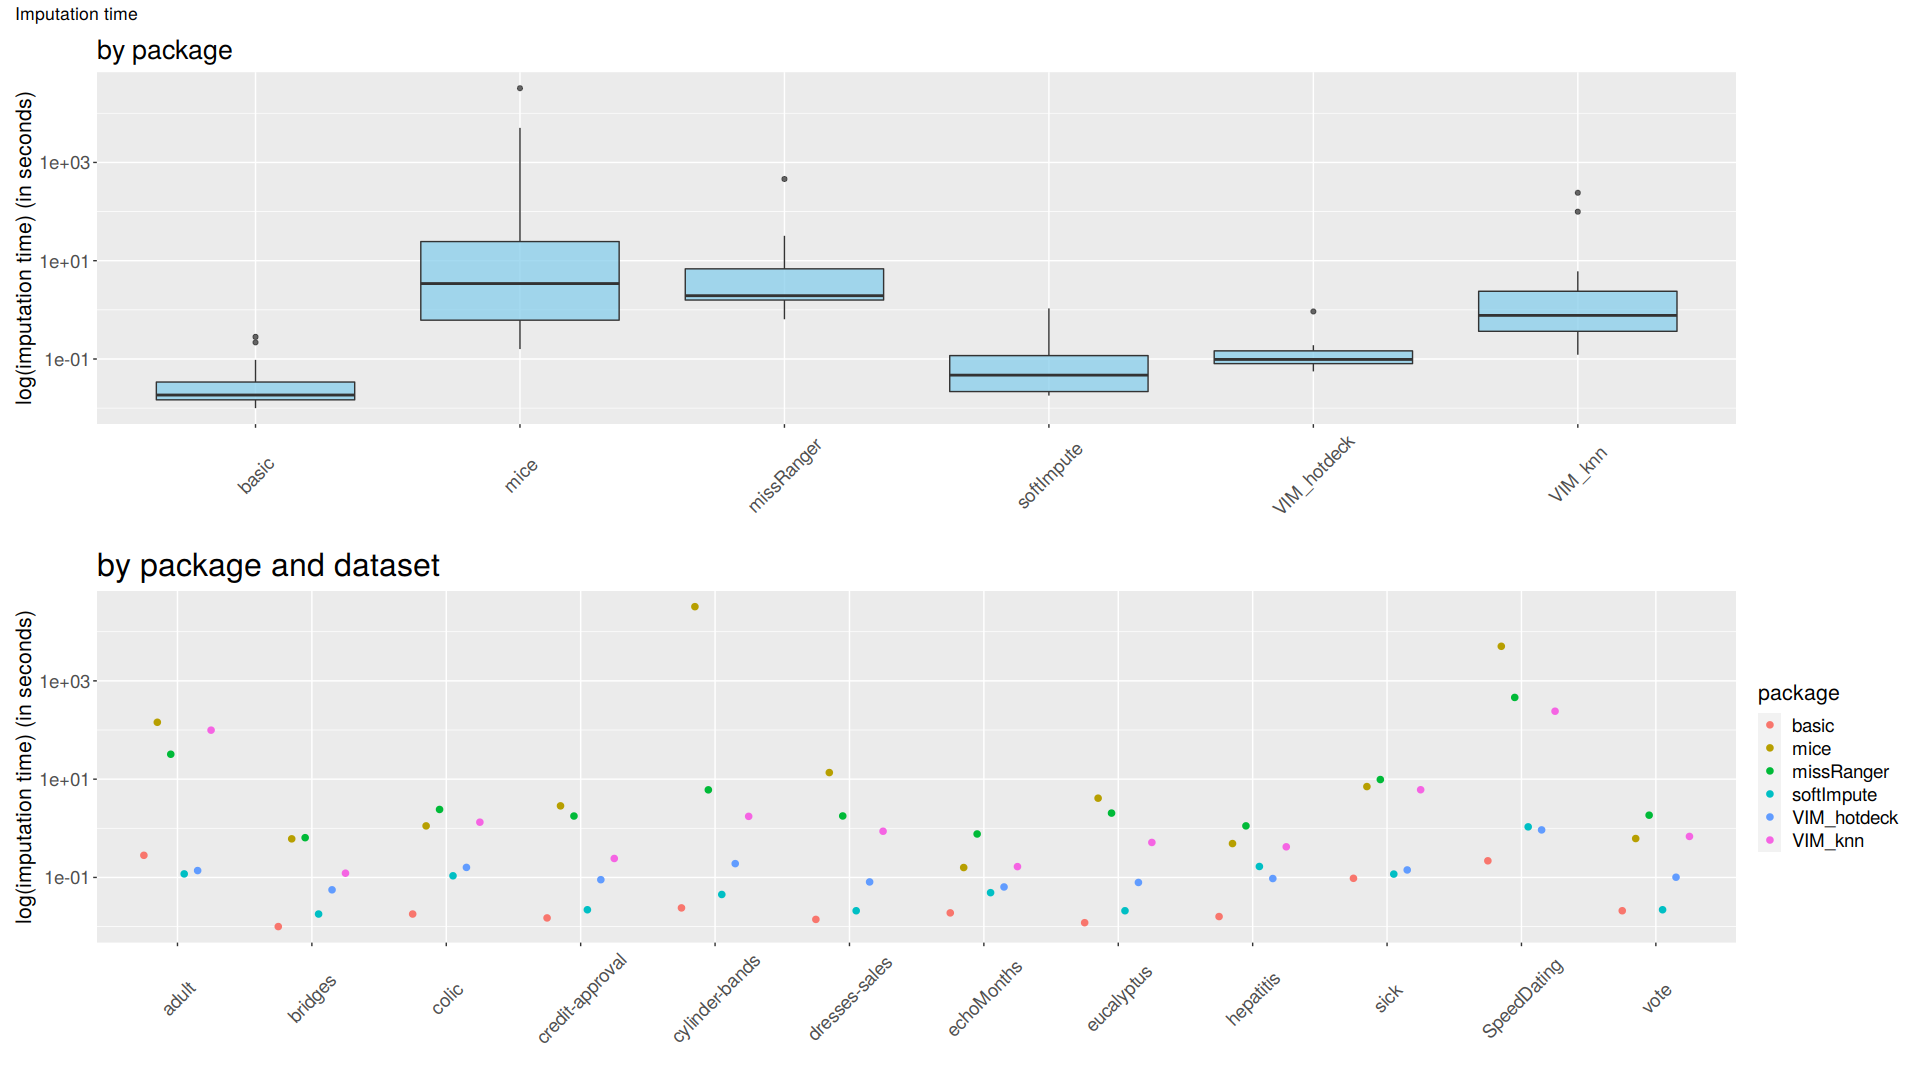 Imputation time
by package
log(imputation time) (in seconds)
1e+03
1e+01
1e-01
basic
mice
missRanger
softImpute
VIM_hotdeck
VIM_knn
by package and dataset
log(imputation time) (in seconds)
1e+03
1e+01
1e-01
adult
bridges
colic
credit-approval
cylinder-bands
dresses-sales
echoMonths
eucalyptus
hepatitis
sick
SpeedDating
vote
package
basic
mice
missRanger
softImpute
VIM_hotdeck
VIM_knn